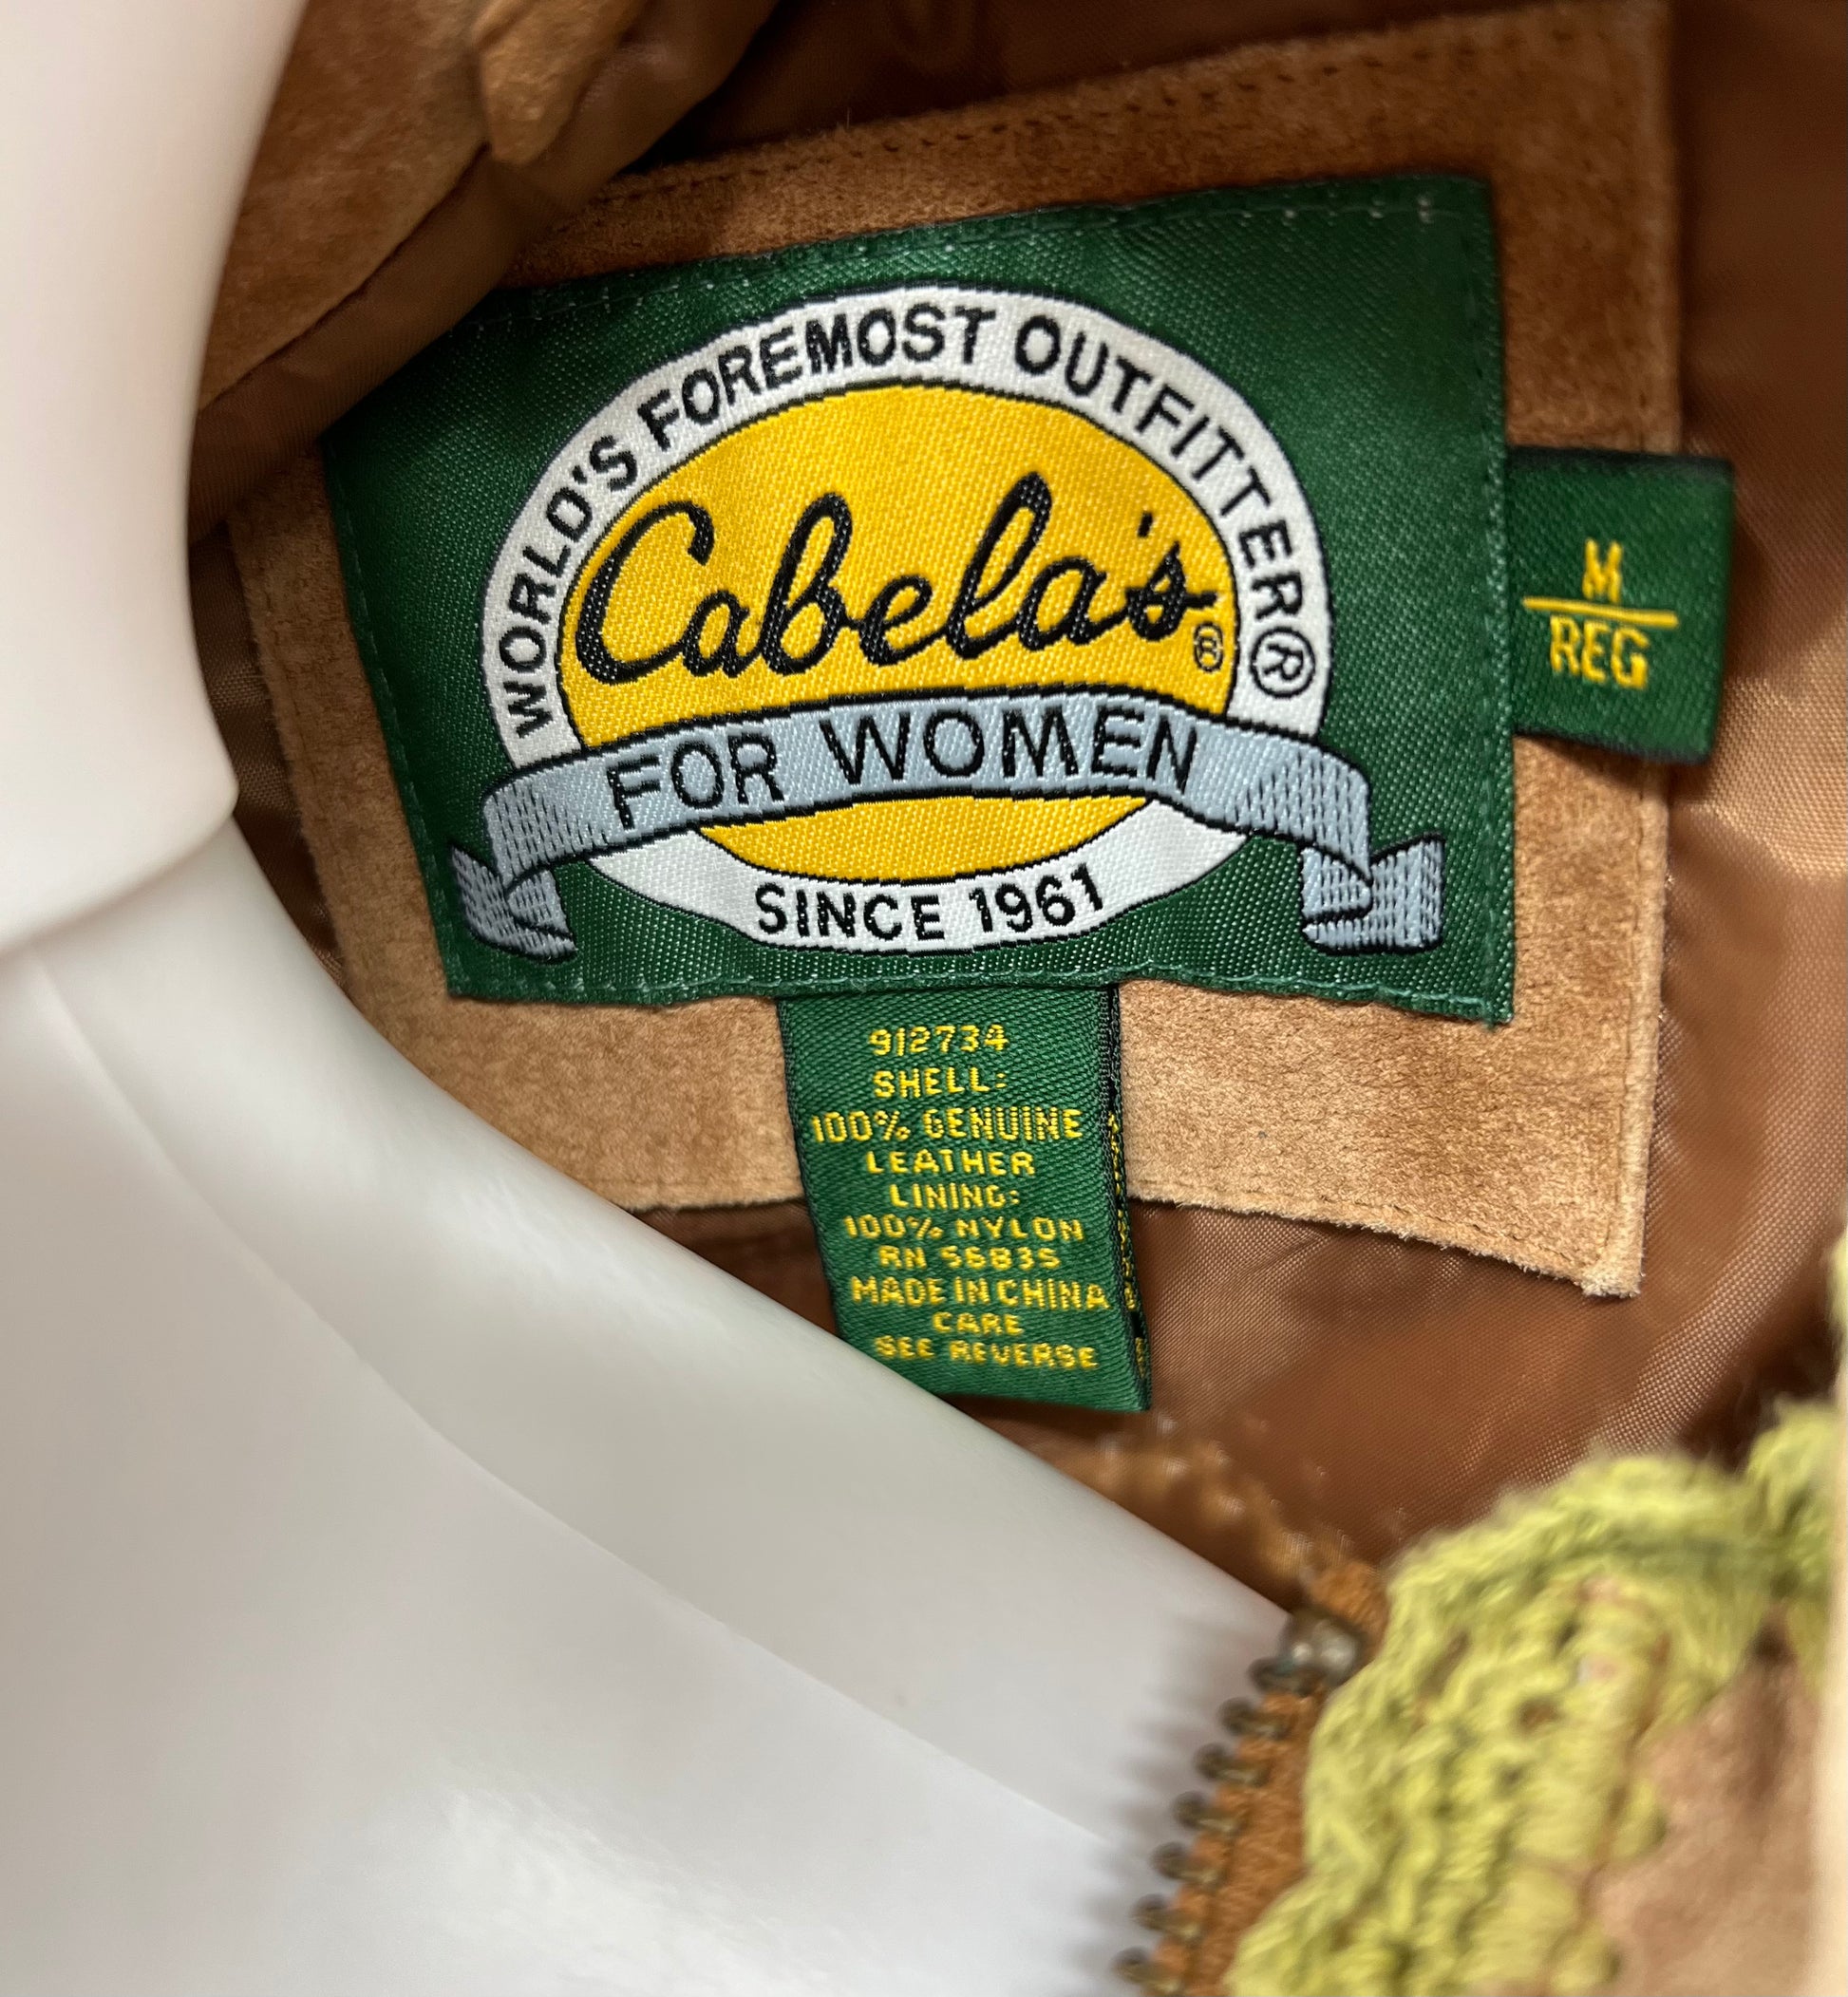 WORLD'S FOREMOST OUTFITTER®
Cabela's®
FOR WOMEN
SINCE 1961
M
REG
912734
SHELL:
100% GENUINE
LEATHER
LINING:
100% NYLON
RN 56835
MADE IN CHINA
CARE
SEE REVERSE